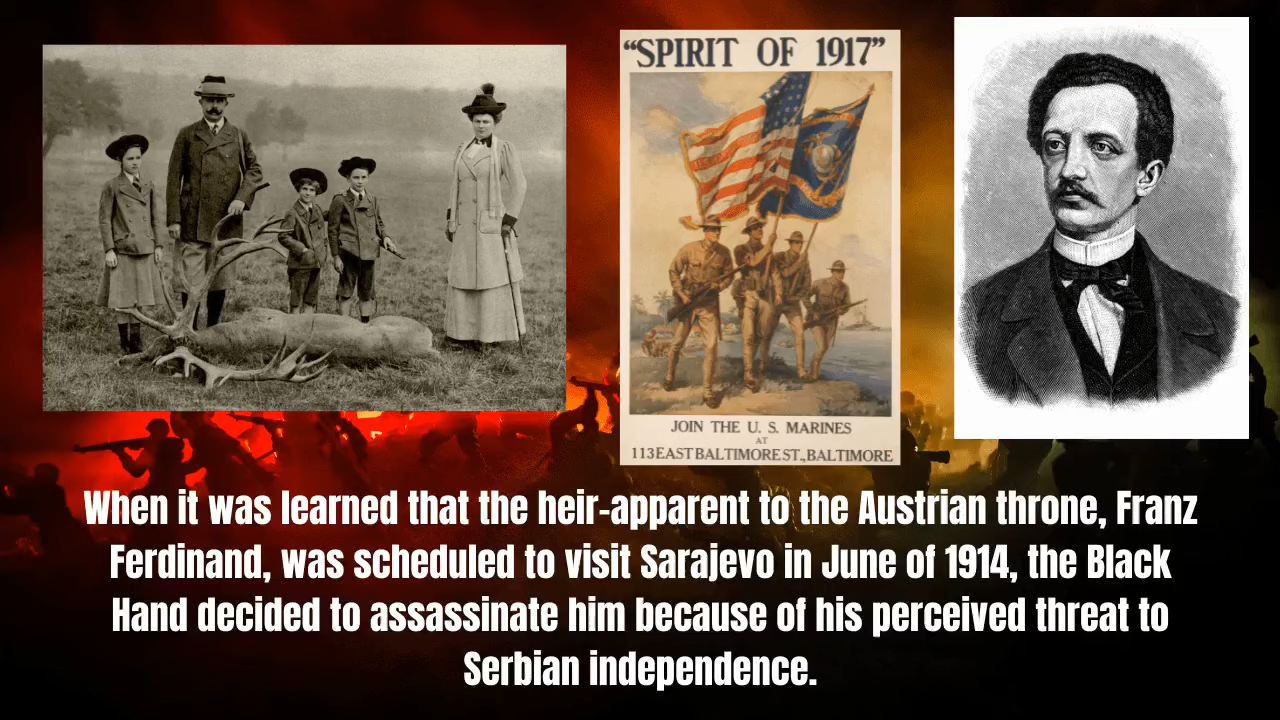 "SPIRIT OF 1917"
JOIN THE U. S. MARINES
AT
113 EAST BALTIMORE ST., BALTIMORE
When it was learned that the heir-apparent to the Austrian throne, Franz
Ferdinand, was scheduled to visit Sarajevo in June of 1914, the Black
Hand decided to assassinate him because of his perceived threat to
Serbian independence.